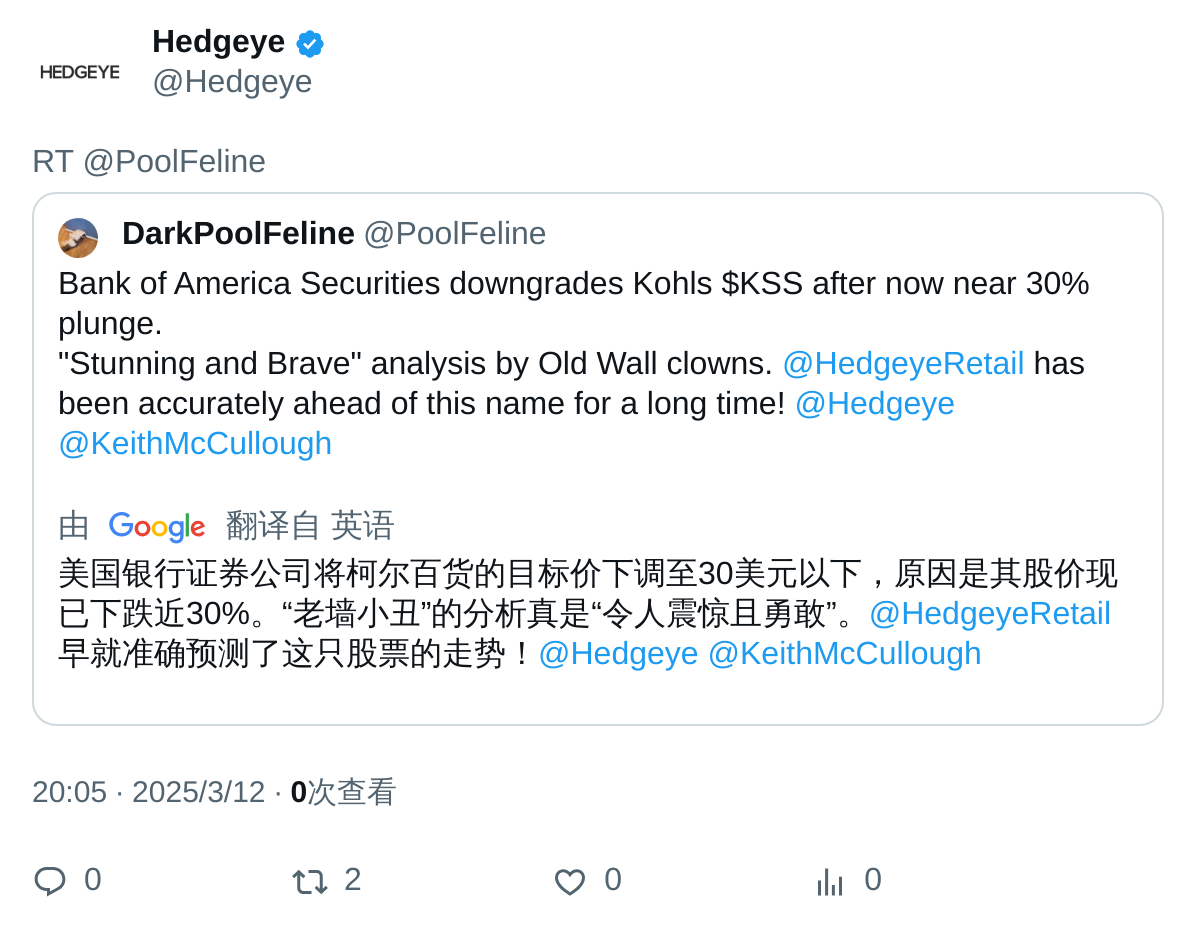 Hedgeye
HEDGEYE
@Hedgeye
RT @PoolFeline
DarkPoolFeline @PoolFeline
Bank of America Securities downgrades Kohls $KSS after now near 30%
plunge.
"Stunning and Brave" analysis by Old Wall clowns. @HedgeyeRetail has
been accurately ahead of this name for a long time! @Hedgeye
@KeithMcCullough
由 Google 翻译自 英语
美国银行证券公司将柯尔百货的目标价下调至30美元以下，原因是其股价现
已下跌近30%。“老墙小丑”的分析真是“令人震惊且勇敢”。@HedgeyeRetail
早就准确预测了这只股票的走势！@Hedgeye @KeithMcCullough
20:05 · 2025/3/12 · 0次查看
0 2 0 0